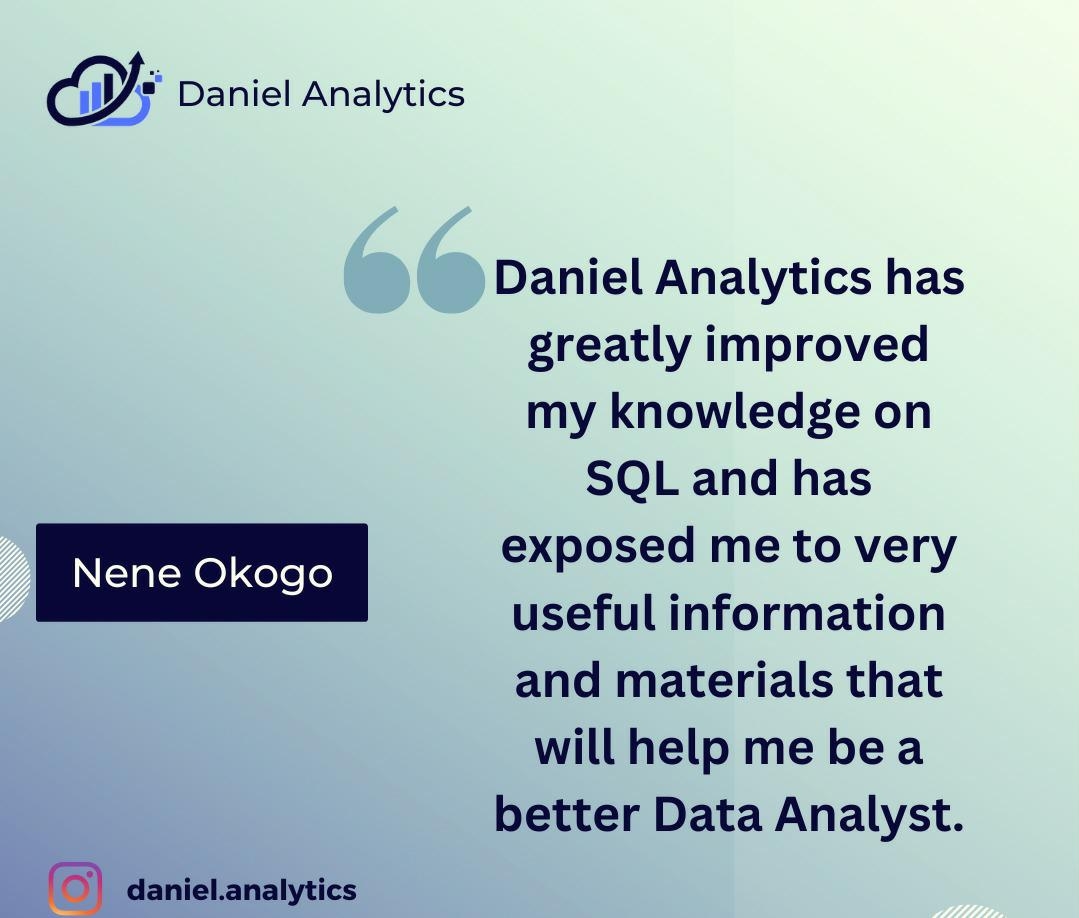 Daniel Analytics
Daniel Analytics has
greatly improved
my knowledge on
SQL and has
exposed me to very
useful information
and materials that
will help me be a
better Data Analyst.
Nene Okogo
daniel.analytics